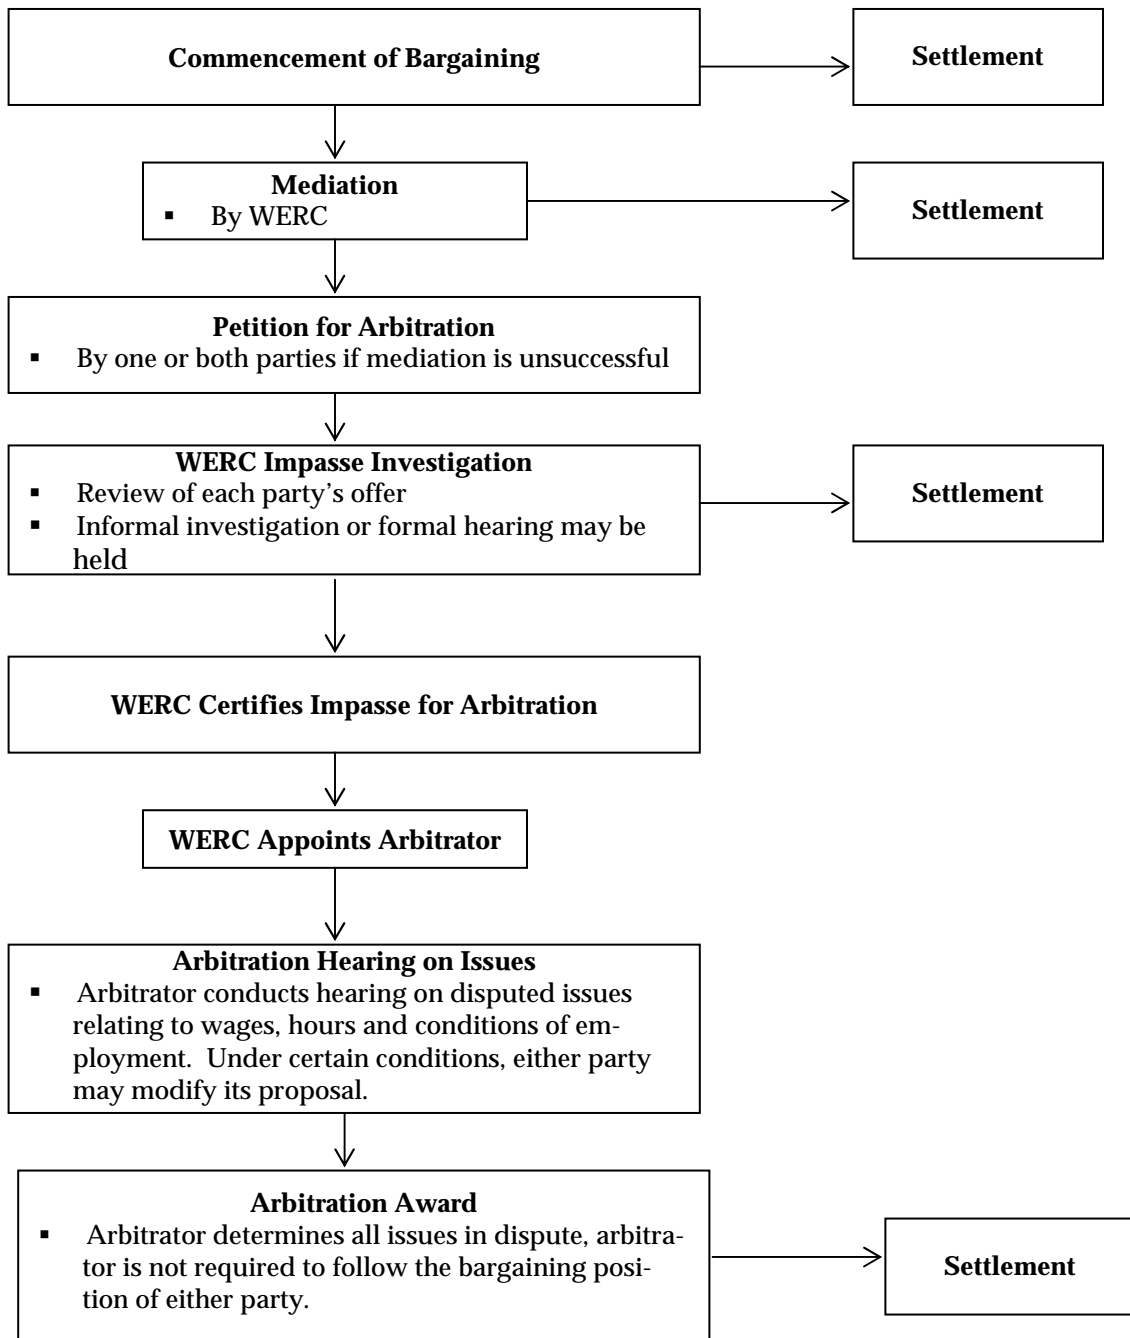 Commencement of Bargaining
Settlement
Mediation
▪ By WERC
Settlement
Petition for Arbitration
▪ By one or both parties if mediation is unsuccessful
WERC Impasse Investigation
▪ Review of each party’s offer
▪ Informal investigation or formal hearing may be
held
Settlement
WERC Certifies Impasse for Arbitration
WERC Appoints Arbitrator
Arbitration Hearing on Issues
▪ Arbitrator conducts hearing on disputed issues
relating to wages, hours and conditions of em-
ployment.  Under certain conditions, either party
may modify its proposal.
Arbitration Award
▪ Arbitrator determines all issues in dispute, arbitra-
tor is not required to follow the bargaining posi-
tion of either party.
Settlement